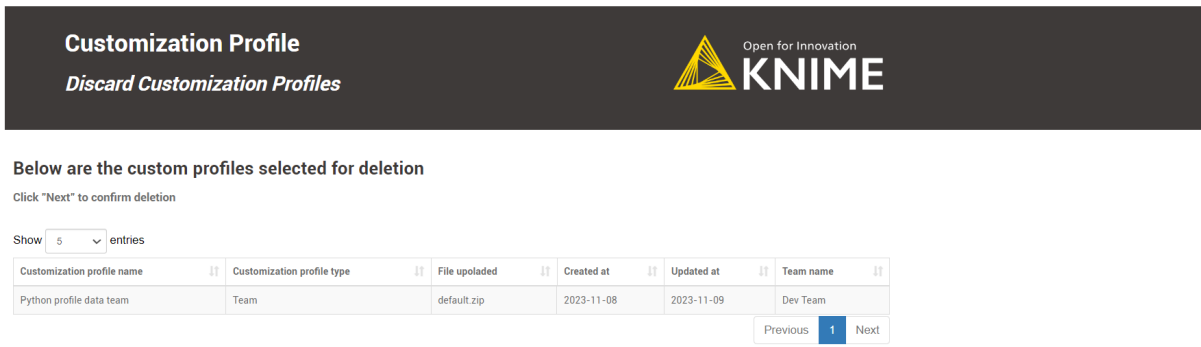 Customization Profile
Discard Customization Profiles
Open for Innovation
KNIME
Below are the custom profiles selected for deletion
Click "Next" to confirm deletion
Show 5 entries
Customization profile name Customization profile type File upoladed Created at Updated at Team name
Python profile data team Team default.zip 2023-11-08 2023-11-09 Dev Team
Previous 1 Next